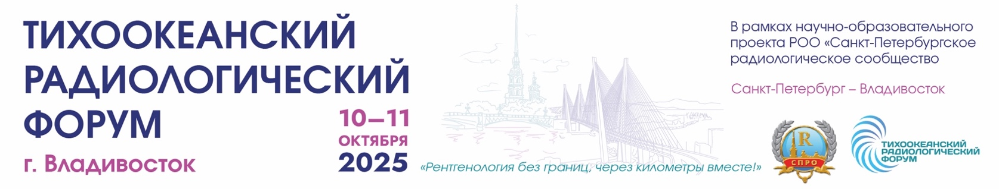 ТИХООКЕАНСКИЙ
РАДИОЛОГИЧЕСКИЙ
ФОРУМ
г. Владивосток
10–11
ОКТЯБРЯ
2025
«Рентгенология без границ, через километры вместе!»
В рамках научно-образовательного
проекта РОО «Санкт-Петербургское
радиологическое сообщество
Санкт-Петербург – Владивосток
R
СПРО
ТИХООКЕАНСКИЙ
РАДИОЛОГИЧЕСКИЙ
ФОРУМ